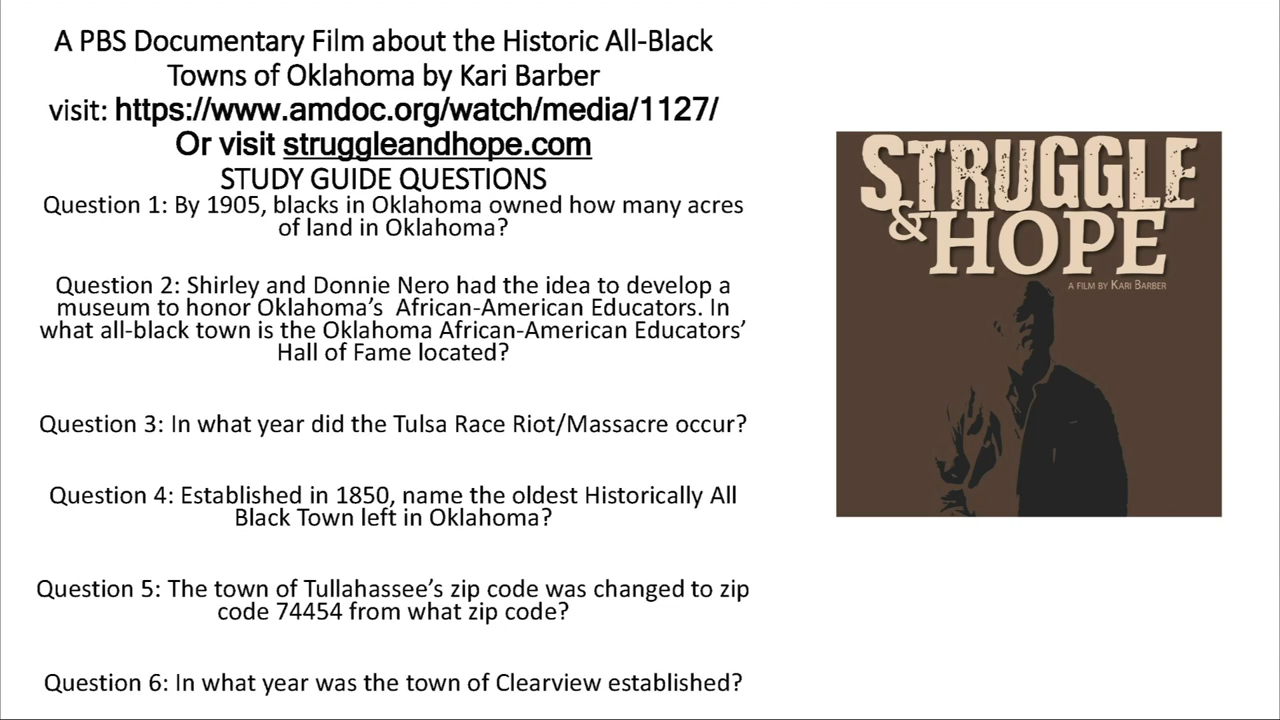 A PBS Documentary Film about the Historic All-Black
Towns of Oklahoma by Kari Barber
visit: https://www.amdoc.org/watch/media/1127/
Or visit struggleandhope.com
STUDY GUIDE QUESTIONS
Question 1: By 1905, blacks in Oklahoma owned how many acres
of land in Oklahoma?
Question 2: Shirley and Donnie Nero had the idea to develop a
museum to honor Oklahoma’s  African-American Educators. In
what all-black town is the Oklahoma African-American Educators’
Hall of Fame located?
Question 3: In what year did the Tulsa Race Riot/Massacre occur?
Question 4: Established in 1850, name the oldest Historically All
Black Town left in Oklahoma?
Question 5: The town of Tullahassee’s zip code was changed to zip
code 74454 from what zip code?
Question 6: In what year was the town of Clearview established?
STRUGGLE
&HOPE
A FILM BY KARI BARBER